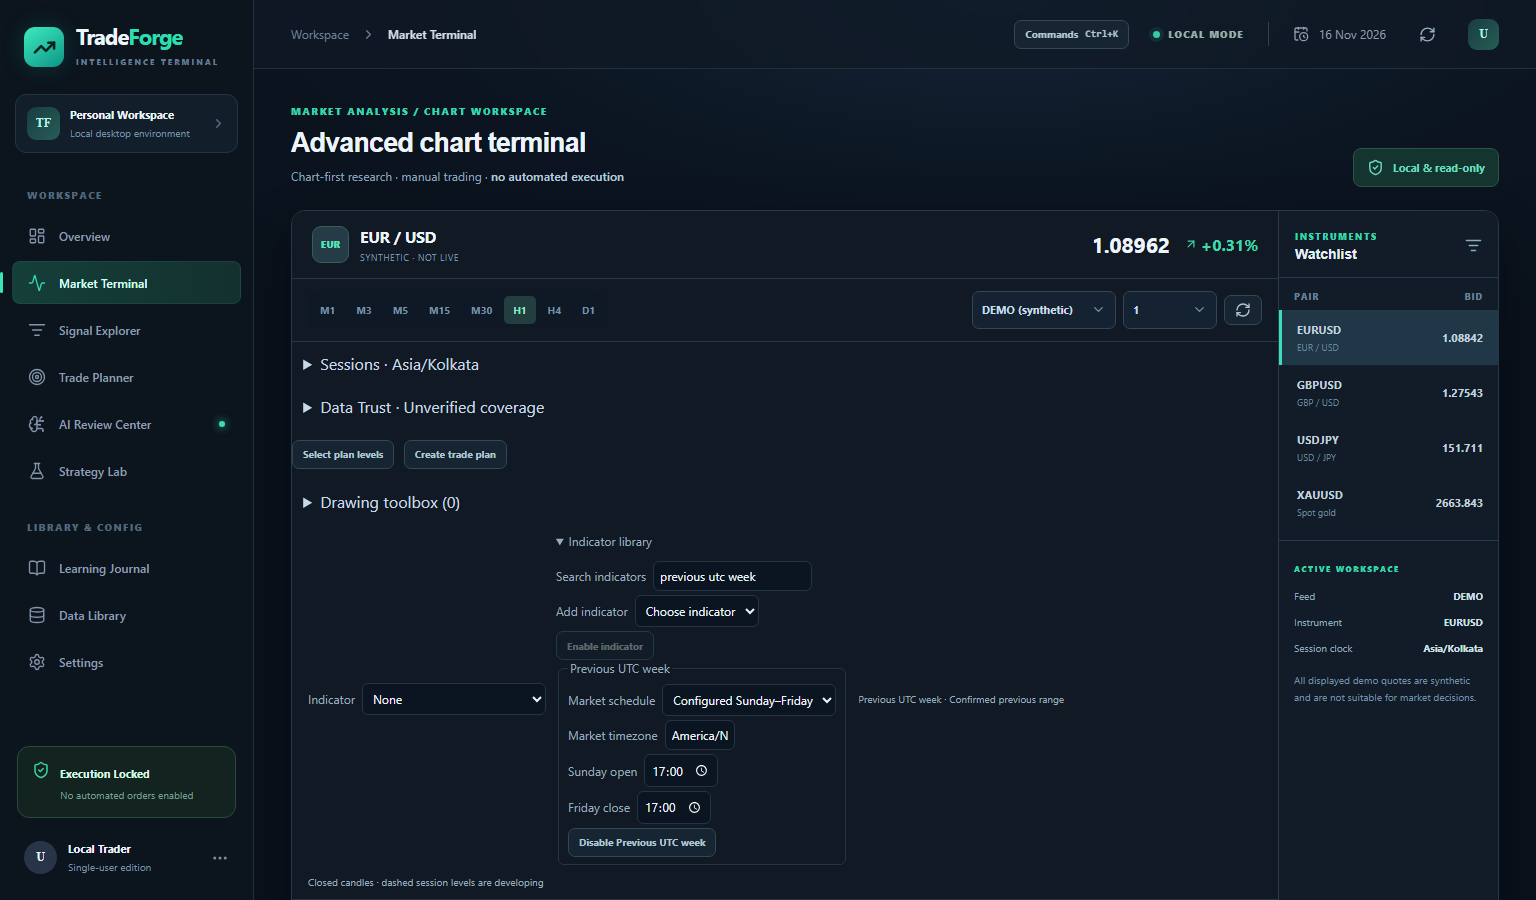 TradeForge
INTELLIGENCE TERMINAL
TF
Personal Workspace
Local desktop environment
WORKSPACE
Overview
Market Terminal
Signal Explorer
Trade Planner
AI Review Center
Strategy Lab
LIBRARY & CONFIG
Learning Journal
Data Library
Settings
Execution Locked
No automated orders enabled
U
Local Trader
Single-user edition
Workspace
Market Terminal
Commands Ctrl+K
LOCAL MODE
16 Nov 2026
U
MARKET ANALYSIS / CHART WORKSPACE
Advanced chart terminal
Chart-first research · manual trading · no automated execution
Local & read-only
EUR
EUR / USD
SYNTHETIC · NOT LIVE
1.08962
+0.31%
M1 M3 M5 M15 M30 H1 H4 D1
DEMO (synthetic)
1
Sessions · Asia/Kolkata
Data Trust · Unverified coverage
Select plan levels
Create trade plan
Drawing toolbox (0)
Indicator None
Indicator library
Search indicators previous utc week
Add indicator Choose indicator
Enable indicator
Previous UTC week
Market schedule Configured Sunday–Friday
Market timezone America/N
Sunday open 17:00
Friday close 17:00
Disable Previous UTC week
Previous UTC week · Confirmed previous range
Closed candles · dashed session levels are developing
INSTRUMENTS
Watchlist
PAIR BID
EURUSD
EUR / USD
1.08842
GBPUSD
GBP / USD
1.27543
USDJPY
USD / JPY
151.711
XAUUSD
Spot gold
2663.843
ACTIVE WORKSPACE
Feed DEMO
Instrument EURUSD
Session clock Asia/Kolkata
All displayed demo quotes are synthetic
and are not suitable for market decisions.